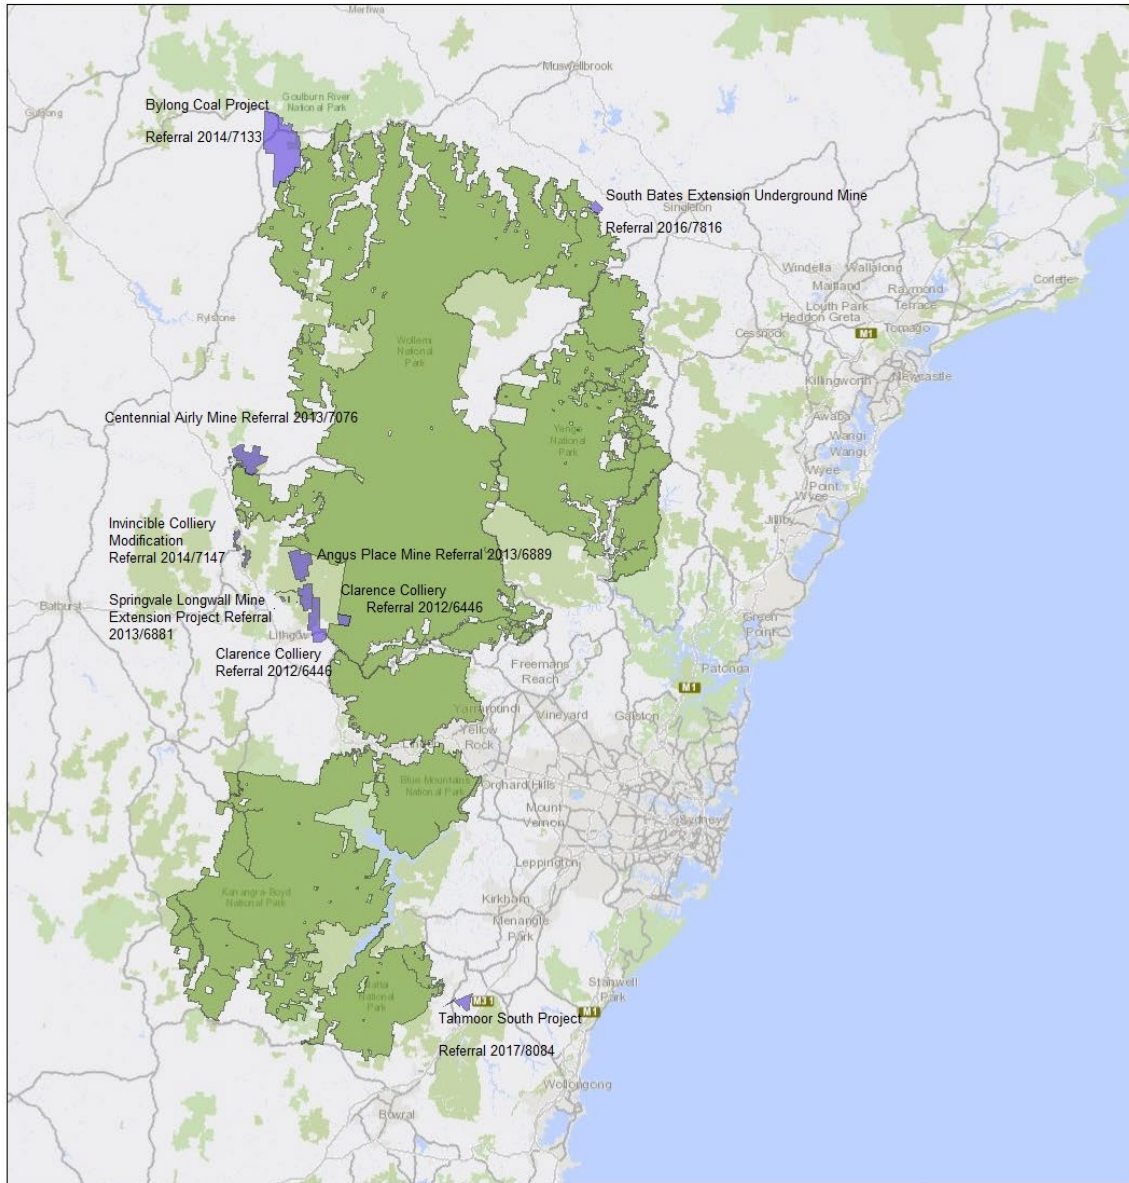 Merriwa
Muswellbrook
Goulburn River
National Park
Gulgong
Bylong Coal Project
Referral 2014/7133
South Bates Extension Underground Mine
Singleton
Referral 2016/7816
Windella
Wallalong
Maitland
Raymond
Terrace
Corlette
Louth Park
Heddon Greta
Tomago
Cessnock
M1
Rylstone
Wollemi
National
Park
Killingworth
Newcastle
Centennial Airly Mine Referral 2013/7076
Awaba
Wangi
Wangi
Yengo
National
Park
Wyee
Point
Wyee
Jilliby
Invincible Colliery
Modification
Referral 2014/7147
Angus Place Mine Referral 2013/6889
Clarence Colliery
Referral 2012/6446
Bathurst
Springvale Longwall Mine
Extension Project Referral
2013/6881
Lithgow
Green
Point
Clarence Colliery
Referral 2012/6446
Freemans
Reach
Patonga
M1
Yarramundi
Vineyard
Galston
Yellow
Rock
Linden
Blue Mountains
National Park
Orchard Hills
Mount
Vernon
Sydney
Leppington
Kanangra-Boyd
National Park
Kirkham
Menangle
Park
Stanwell
Park
Nattai
National
Park
M31
M1
Tahmoor South Project
Referral 2017/8084
Wollongong
Bowral